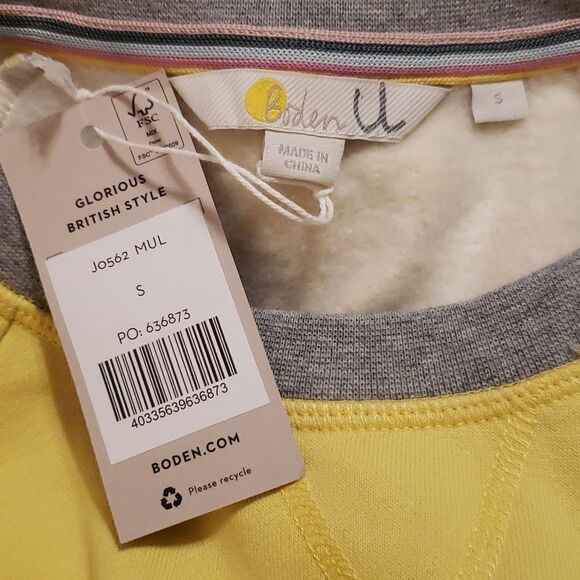 Boden U
S
MADE IN
CHINA
FSC
MIX
GLORIOUS
BRITISH STYLE
J0562 MUL
S
PO: 636873
40335639636873
BODEN.COM
Please recycle